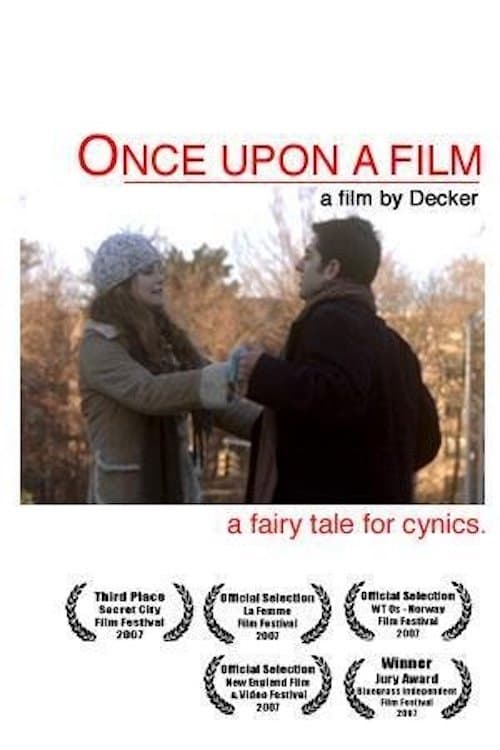 ONCE UPON A FILM
a film by Decker
a fairy tale for cynics.
Third Place
Secret City
Film Festival
2007
Official Selection
La Femme
Film Festival
2007
Official Selection
WT Os - Norway
Film Festival
2007
Official Selection
New England Film
& Video Festival
2007
Winner
Jury Award
Bluegrass Independent
Film Festival
2007